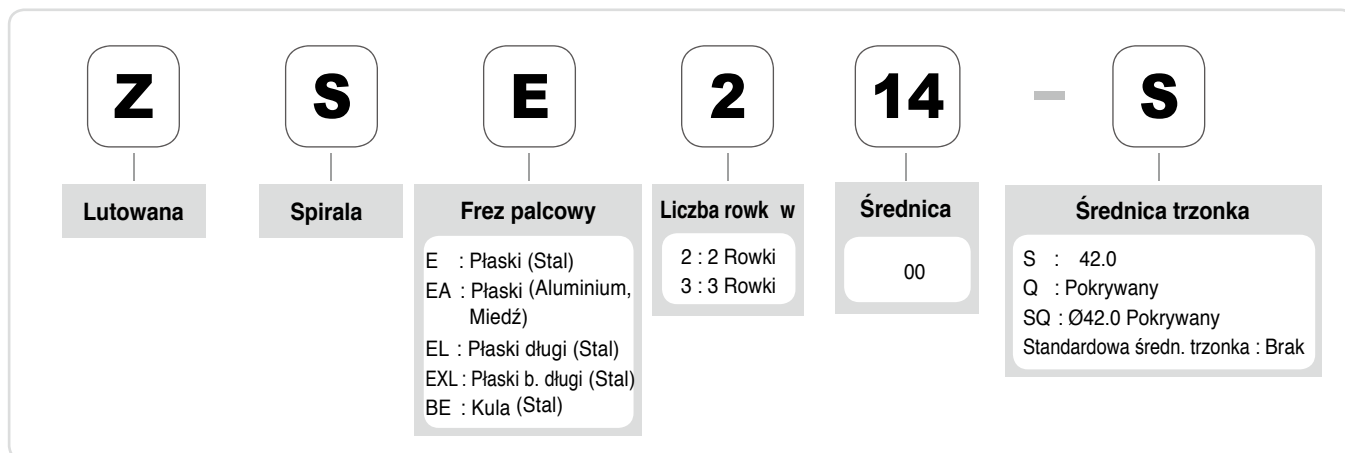 Z S E 2 14 - S
Lutowana
Spirala
Frez palcowy
E : Płaski (Stal)
EA : Płaski (Aluminium,
Miedź)
EL : Płaski długi (Stal)
EXL : Płaski b. długi (Stal)
BE : Kula (Stal)
Liczba rowk w
2 : 2 Rowki
3 : 3 Rowki
Średnica
00
Średnica trzonka
S : 42.0
Q : Pokrywany
SQ : Ø42.0 Pokrywany
Standardowa średn. trzonka : Brak